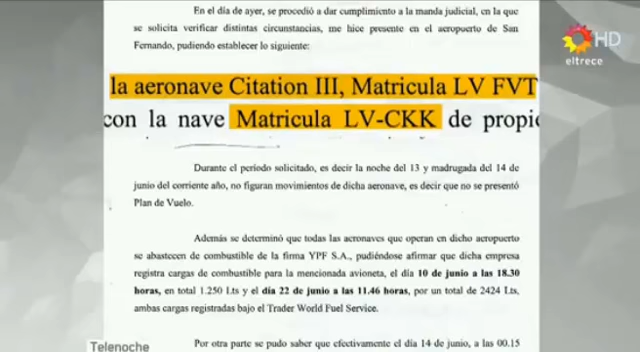 En el día de ayer, se procedió a dar cumplimiento a la manda judicial, en la que
se solicita verificar distintas circunstancias, me hice presente en el aeropuerto de San
Fernando, pudiendo establecer lo siguiente:
HD
eltrece
la aeronave Citation III, Matricula LV FVT
con la nave Matricula LV-CKK de propi
Durante el período solicitado, es decir la noche del 13 y madrugada del 14 de
junio del corriente año, no figuran movimientos de dicha aeronave, es decir que no se presentó
Plan de Vuelo.
Además se determinó que todas las aeronaves que operan en dicho aeropuerto
se abastecen de combustible de la firma YPF S.A., pudiéndose afirmar que dicha empresa
registra cargas de combustible para la mencionada avioneta, el día 10 de junio a las 18.30
horas, en total 1.250 Lts y el día 22 de junio a las 11.46 horas, por un total de 2424 Lts,
ambas cargas registradas bajo el Trader World Fuel Service.
Por otra parte se pudo saber que efectivamente el día 14 de junio, a las 00.15
Telenoche